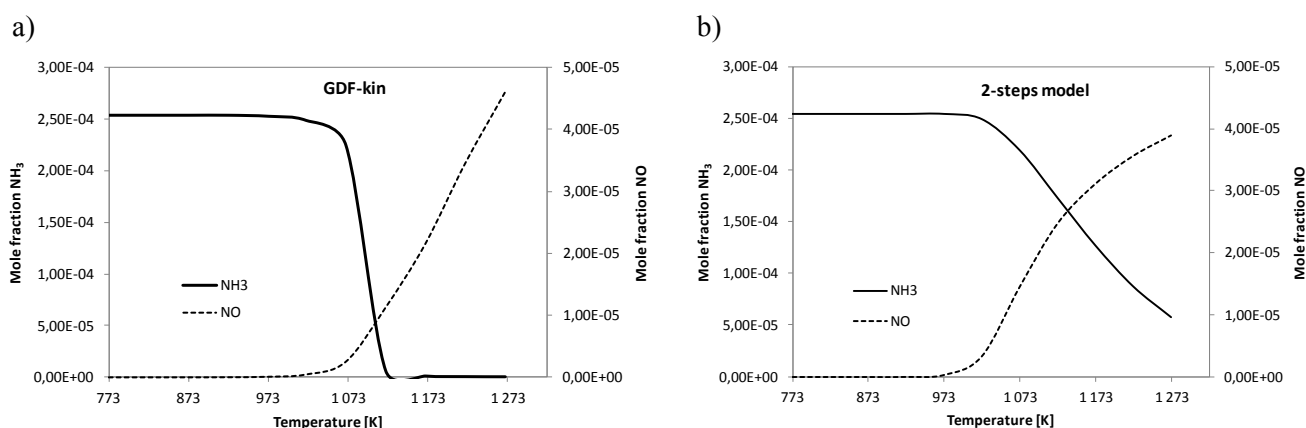 a)
GDF-kin
Mole fraction NH3
3,00E-04
2,50E-04
2,00E-04
1,50E-04
1,00E-04
5,00E-05
0,00E+00
5,00E-05
4,00E-05
3,00E-05
2,00E-05
1,00E-05
0,00E+00
Mole fraction NO
NH3
NO
773 873 973 1 073 1 173 1 273
Temperature [K]
b)
2-steps model
Mole fraction NH3
3,00E-04
2,50E-04
2,00E-04
1,50E-04
1,00E-04
5,00E-05
0,00E+00
5,00E-05
4,00E-05
3,00E-05
2,00E-05
1,00E-05
0,00E+00
Mole fraction NO
NH3
NO
773 873 973 1 073 1 173 1 273
Temperature [K]